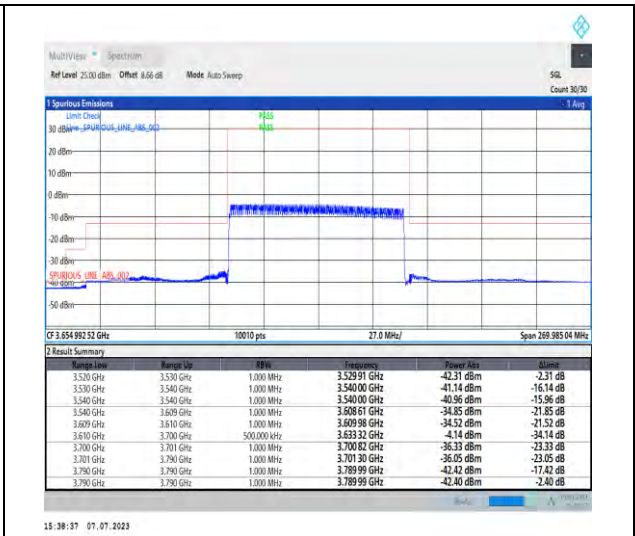 MultiView Spectrum
Ref Level 25.00 dBm Offset 8.66 dB Mode Auto Sweep SGL
Count 30/30
1 Spurious Emissions 1 Avg
Limit Check PASS
30 dBm Line _SPURIOUS_LINE_ABS_002 PASS
20 dBm
10 dBm
0 dBm
-10 dBm
-20 dBm
-30 dBm
SPURIOUS_LINE_ABS_002
-40 dBm
-50 dBm
CF 3.654 992 52 GHz 10010 pts 27.0 MHz/ Span 269.985 04 MHz
2 Result Summary
Range Low Range Up RBW Frequency Power Abs ΔLimit
3.520 GHz 3.530 GHz 1.000 MHz 3.529 91 GHz -42.31 dBm -2.31 dB
3.530 GHz 3.540 GHz 1.000 MHz 3.540 00 GHz -41.14 dBm -16.14 dB
3.540 GHz 3.540 GHz 1.000 MHz 3.540 00 GHz -40.96 dBm -15.96 dB
3.540 GHz 3.609 GHz 1.000 MHz 3.608 61 GHz -34.85 dBm -21.85 dB
3.609 GHz 3.610 GHz 1.000 MHz 3.609 98 GHz -34.52 dBm -21.52 dB
3.610 GHz 3.700 GHz 500.000 kHz 3.633 32 GHz -4.14 dBm -34.14 dB
3.700 GHz 3.701 GHz 1.000 MHz 3.700 82 GHz -36.33 dBm -23.33 dB
3.701 GHz 3.790 GHz 1.000 MHz 3.701 30 GHz -36.05 dBm -23.05 dB
3.790 GHz 3.790 GHz 1.000 MHz 3.789 99 GHz -42.42 dBm -17.42 dB
3.790 GHz 3.790 GHz 1.000 MHz 3.789 99 GHz -42.40 dBm -2.40 dB
15:38:37 07.07.2023